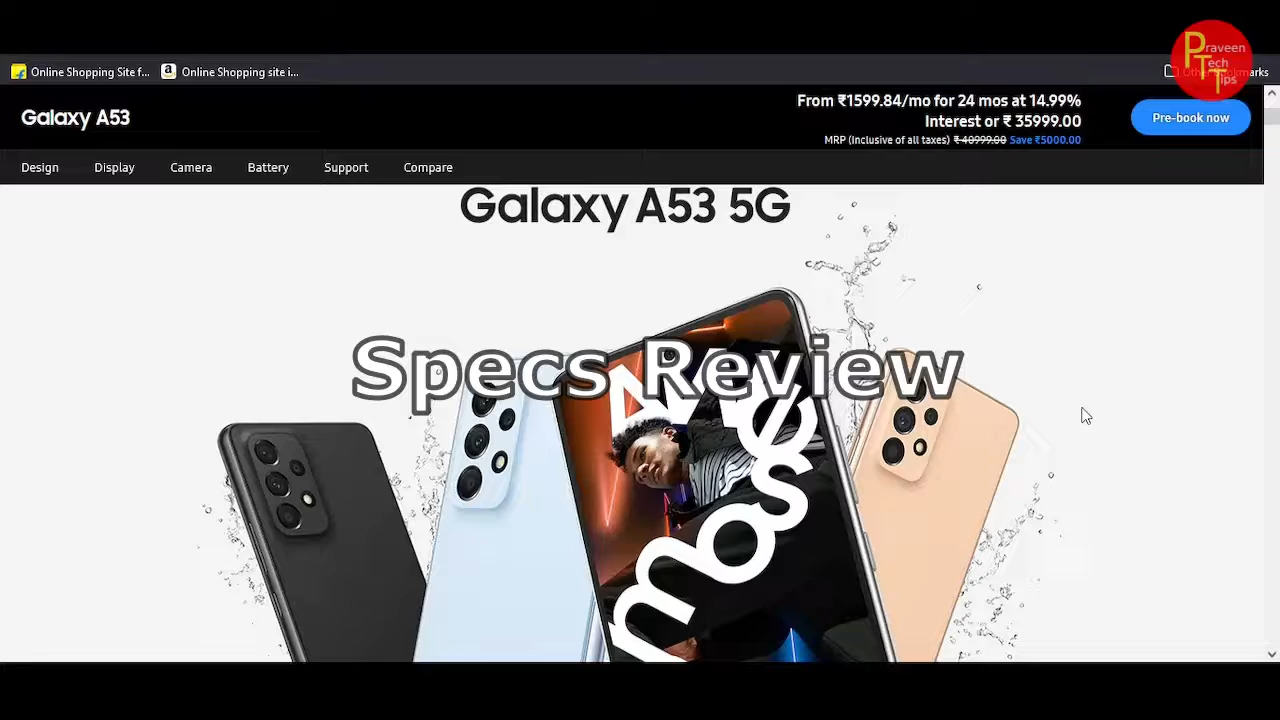 Online Shopping Site f...
Online Shopping site i...
Praveen
Tech
Tips
Other bookmarks
Galaxy A53
From ₹1599.84/mo for 24 mos at 14.99%
Interest or ₹ 35999.00
MRP (Inclusive of all taxes) ₹ 40999.00 Save ₹5000.00
Pre-book now
Design
Display
Camera
Battery
Support
Compare
Galaxy A53 5G
Specs Review